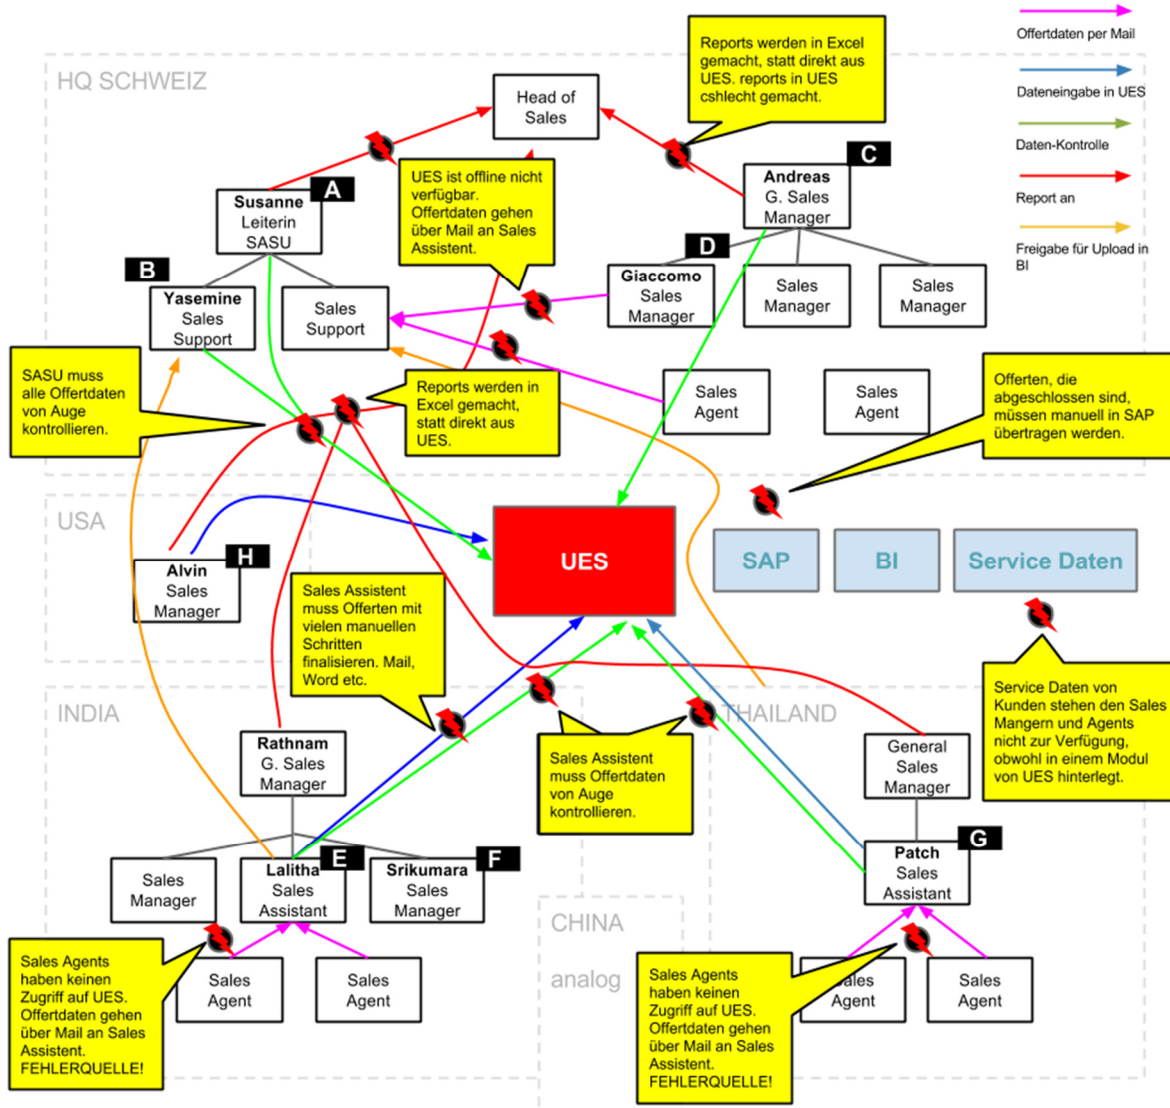 Offertdaten per Mail
Dateneingabe in UES
Daten-Kontrolle
Report an
Freigabe für Upload in
BI
HQ SCHWEIZ
Head of
Sales
Reports werden in Excel
gemacht, statt direkt aus
UES. reports in UES
cshlecht gemacht.
A
Susanne
Leiterin
SASU
UES ist offline nicht
verfügbar.
Offertdaten gehen
über Mail an Sales
Assistent.
C
Andreas
G. Sales
Manager
B
Yasemine
Sales
Support
Sales
Support
D
Giaccomo
Sales
Manager
Sales
Manager
Sales
Manager
SASU muss
alle Offertdaten
von Auge
kontrollieren.
Reports werden in
Excel gemacht,
statt direkt aus
UES.
Sales
Agent
Sales
Agent
Offerten, die
abgeschlossen sind,
müssen manuell in SAP
übertragen werden.
USA
H
Alvin
Sales
Manager
UES
SAP
BI
Service Daten
Sales Assistent
muss Offerten mit
vielen manuellen
Schritten
finalisieren. Mail,
Word etc.
Service Daten von
Kunden stehen den Sales
Mangern und Agents
nicht zur Verfügung,
obwohl in einem Modul
von UES hinterlegt.
INDIA
Rathnam
G. Sales
Manager
Sales Assistent
muss Offertdaten
von Auge
kontrollieren.
THAILAND
General
Sales
Manager
Sales
Manager
E
Lalitha
Sales
Assistant
F
Srikumara
Sales
Manager
G
Patch
Sales
Assistant
Sales Agents
haben keinen
Zugriff auf UES.
Offertdaten gehen
über Mail an Sales
Assistent.
FEHLERQUELLE!
Sales
Agent
Sales
Agent
CHINA
analog
Sales Agents
haben keinen
Zugriff auf UES.
Offertdaten gehen
über Mail an Sales
Assistent.
FEHLERQUELLE!
Sales
Agent
Sales
Agent